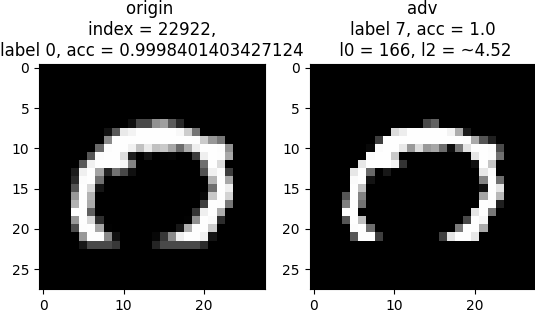 origin
index = 22922,
label 0, acc = 0.9998401403427124
adv
label 7, acc = 1.0
l0 = 166, l2 = ~4.52
0
5
10
15
20
25
0 10 20
0
5
10
15
20
25
0 10 20